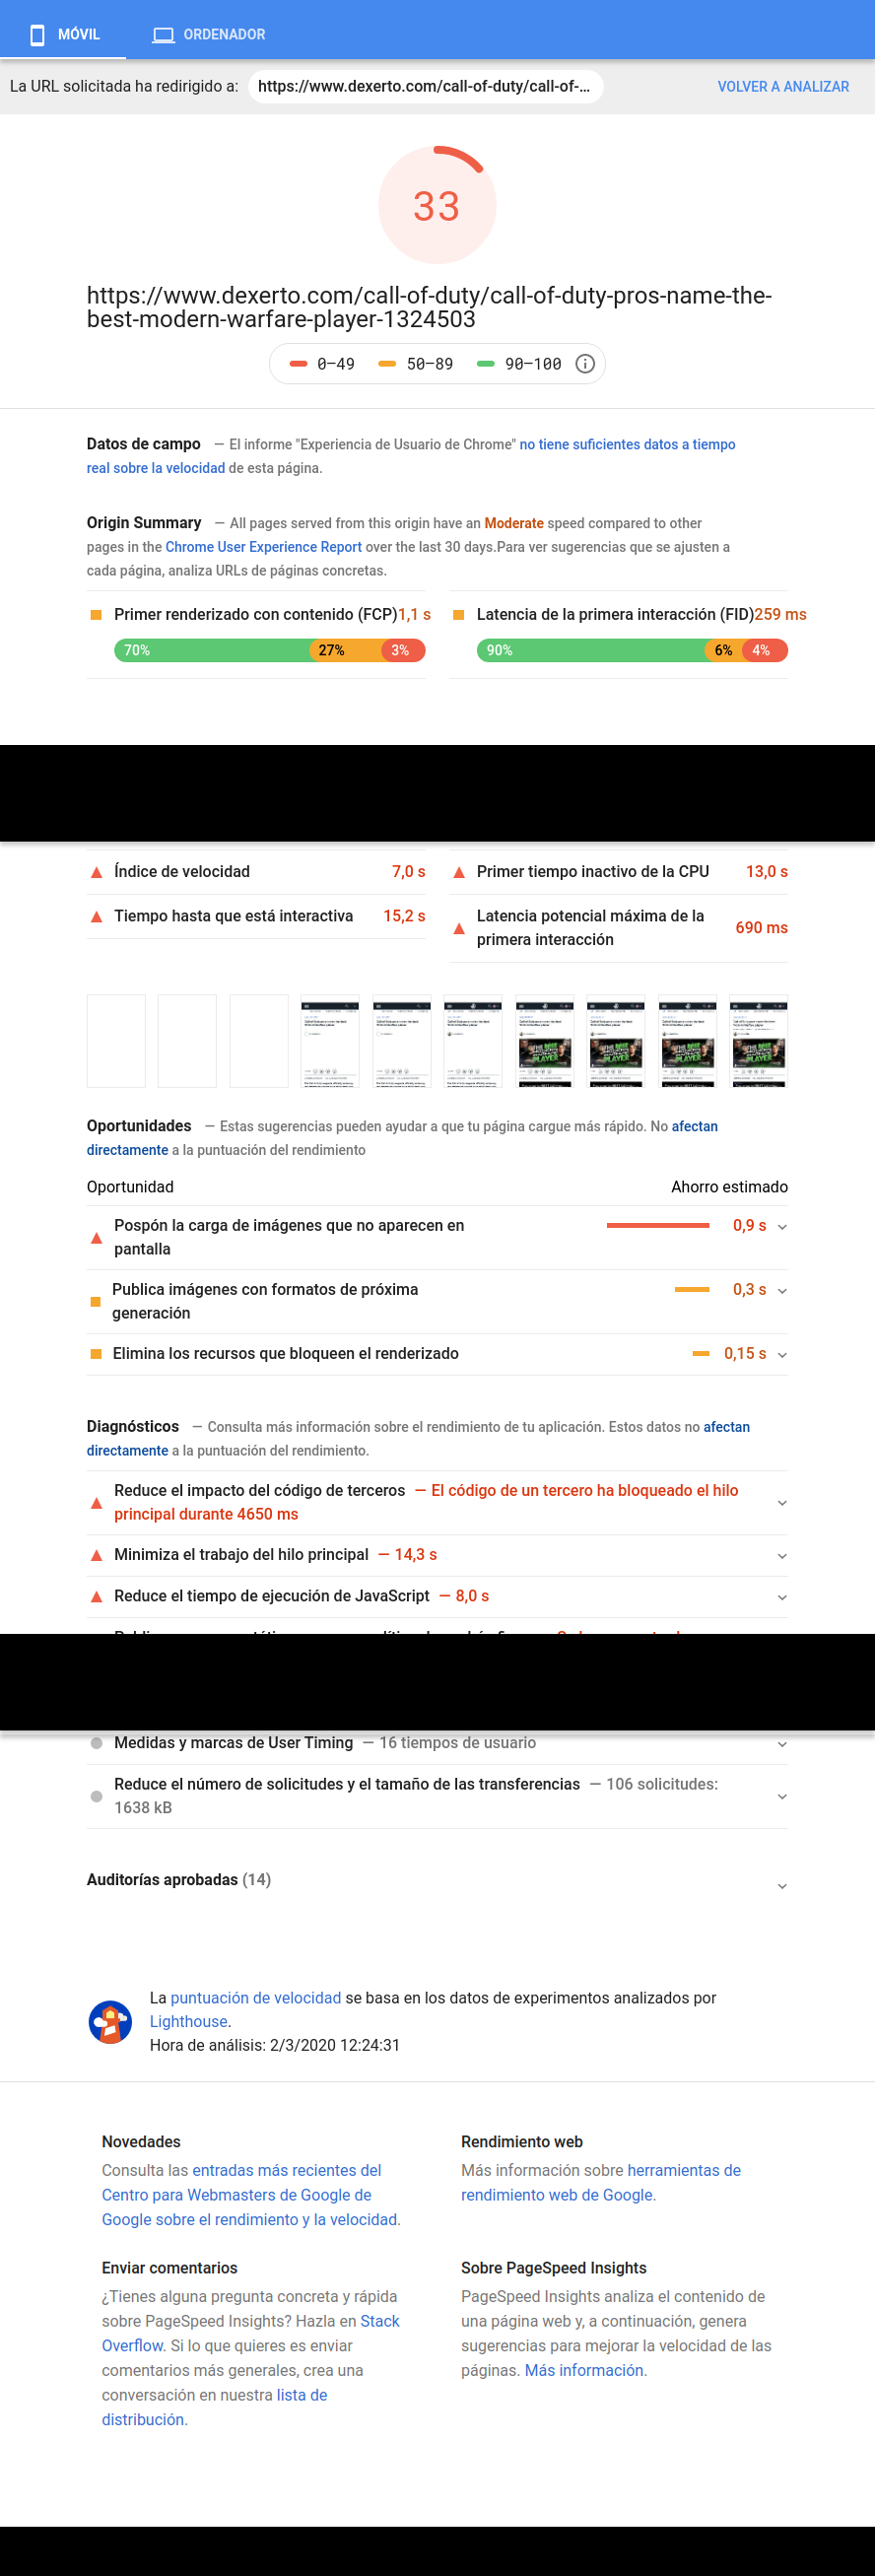 MÓVIL
ORDENADOR
La URL solicitada ha redirigido a:
https://www.dexerto.com/call-of-duty/call-of-...
VOLVER A ANALIZAR
33
https://www.dexerto.com/call-of-duty/call-of-duty-pros-name-the-
best-modern-warfare-player-1324503
0–49
50–89
90–100
Datos de campo — El informe "Experiencia de Usuario de Chrome" no tiene suficientes datos a tiempo
real sobre la velocidad de esta página.
Origin Summary — All pages served from this origin have an Moderate speed compared to other
pages in the Chrome User Experience Report over the last 30 days.Para ver sugerencias que se ajusten a
cada página, analiza URLs de páginas concretas.
Primer renderizado con contenido (FCP) 1,1 s
70% 27% 3%
Latencia de la primera interacción (FID) 259 ms
90% 6% 4%
Índice de velocidad 7,0 s
Primer tiempo inactivo de la CPU 13,0 s
Tiempo hasta que está interactiva 15,2 s
Latencia potencial máxima de la
primera interacción
690 ms
Oportunidades — Estas sugerencias pueden ayudar a que tu página cargue más rápido. No afectan
directamente a la puntuación del rendimiento
Oportunidad
Ahorro estimado
Pospón la carga de imágenes que no aparecen en
pantalla
0,9 s
Publica imágenes con formatos de próxima
generación
0,3 s
Elimina los recursos que bloqueen el renderizado
0,15 s
Diagnósticos — Consulta más información sobre el rendimiento de tu aplicación. Estos datos no afectan
directamente a la puntuación del rendimiento.
Reduce el impacto del código de terceros — El código de un tercero ha bloqueado el hilo
principal durante 4650 ms
Minimiza el trabajo del hilo principal — 14,3 s
Reduce el tiempo de ejecución de JavaScript — 8,0 s
Medidas y marcas de User Timing — 16 tiempos de usuario
Reduce el número de solicitudes y el tamaño de las transferencias — 106 solicitudes:
1638 kB
Auditorías aprobadas (14)
La puntuación de velocidad se basa en los datos de experimentos analizados por
Lighthouse.
Hora de análisis: 2/3/2020 12:24:31
Novedades
Consulta las entradas más recientes del
Centro para Webmasters de Google de
Google sobre el rendimiento y la velocidad.
Rendimiento web
Más información sobre herramientas de
rendimiento web de Google.
Enviar comentarios
¿Tienes alguna pregunta concreta y rápida
sobre PageSpeed Insights? Hazla en Stack
Overflow. Si lo que quieres es enviar
comentarios más generales, crea una
conversación en nuestra lista de
distribución.
Sobre PageSpeed Insights
PageSpeed Insights analiza el contenido de
una página web y, a continuación, genera
sugerencias para mejorar la velocidad de las
páginas. Más información.